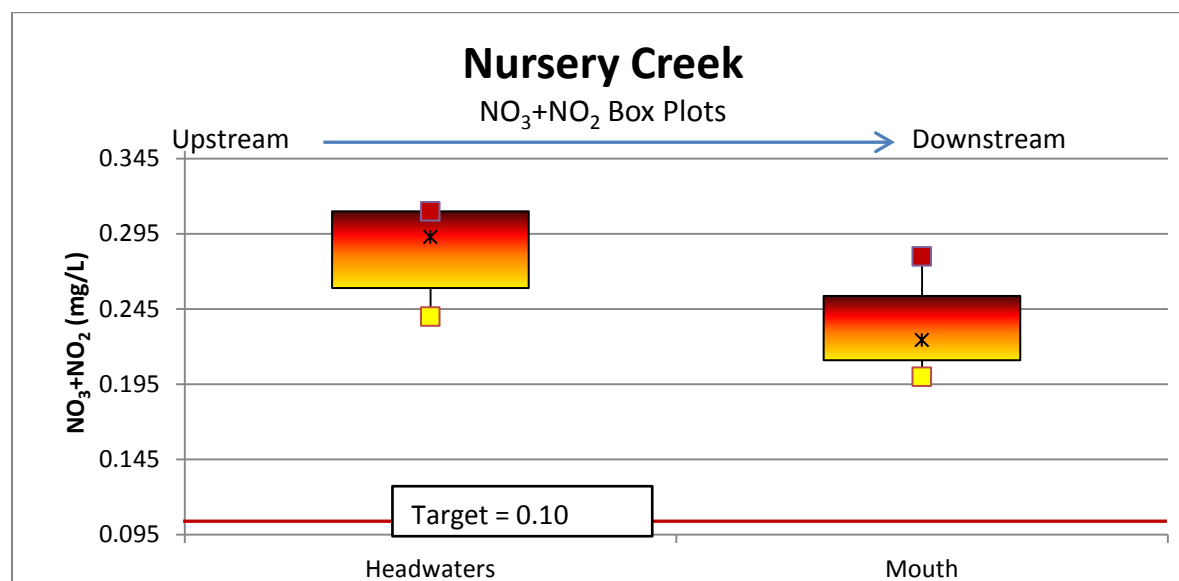 Nursery Creek
NO3+NO2 Box Plots
Upstream
Downstream
NO3+NO2 (mg/L)
0.345
0.295
0.245
0.195
0.145
0.095
Target = 0.10
Headwaters
Mouth